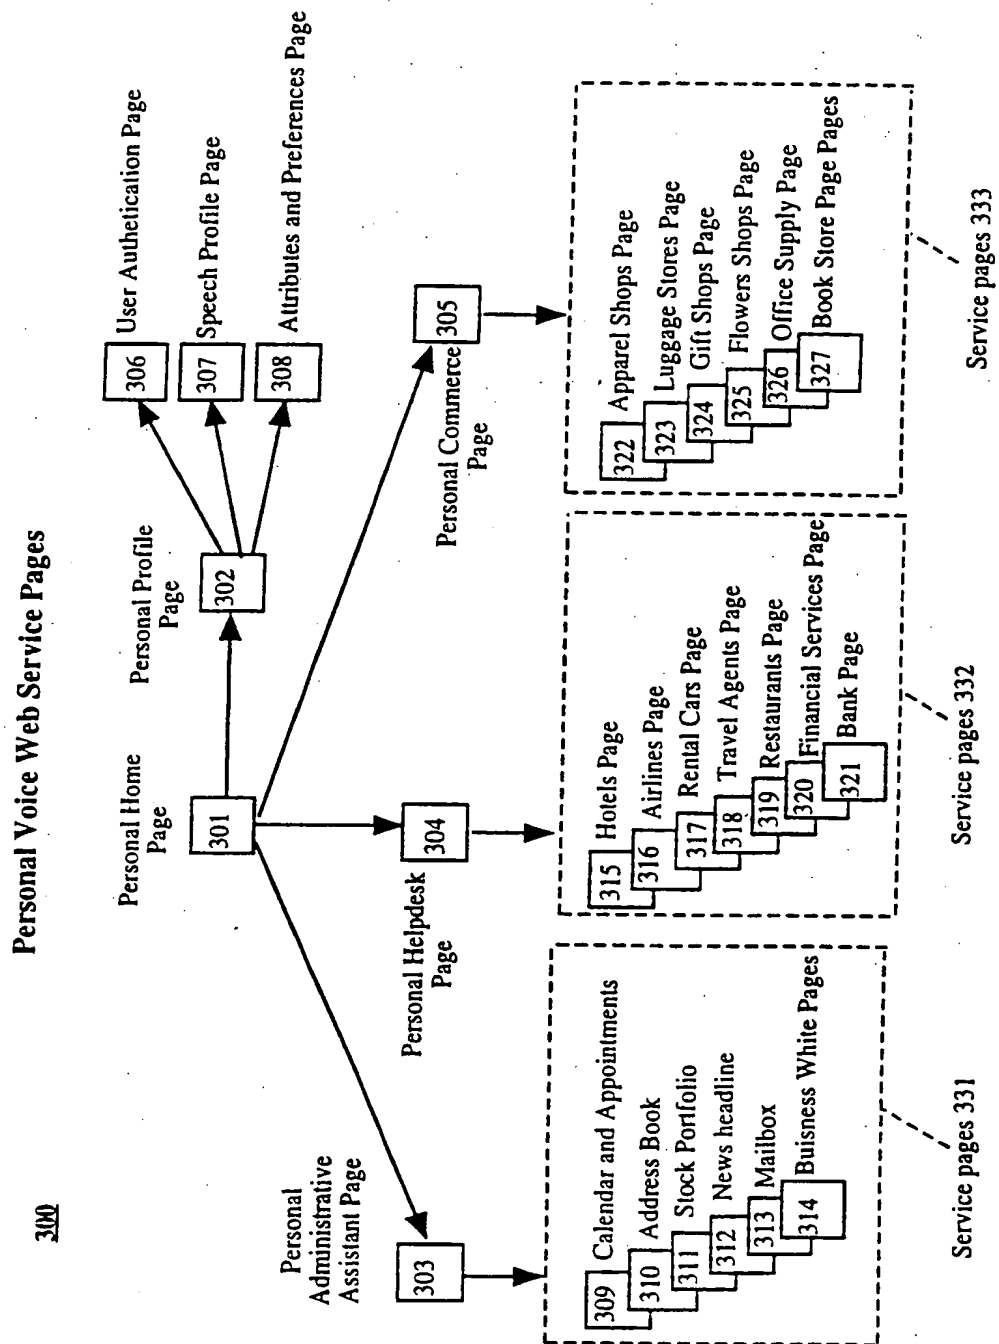 300
Personal Voice Web Service Pages
Personal Home
Page
301
Personal Profile
Page
302
306
User Authetication Page
307
Speech Profile Page
308
Attributes and Preferences Page
Personal
Administrative
Assistant Page
303
Personal Helpdesk
Page
304
Personal Commerce
Page
305
309
Calendar and Appointments
310
Address Book
311
Stock Portfolio
312
News headline
313
Mailbox
314
Buisness White Pages
Service pages 331
315
Hotels Page
316
Airlines Page
317
Rental Cars Page
318
Travel Agents Page
319
Restaurants Page
320
Financial Services Page
321
Bank Page
Service pages 332
322
Apparel Shops Page
323
Luggage Stores Page
324
Gift Shops Page
325
Flowers Shops Page
326
Office Supply Page
327
Book Store Page Pages
Service pages 333